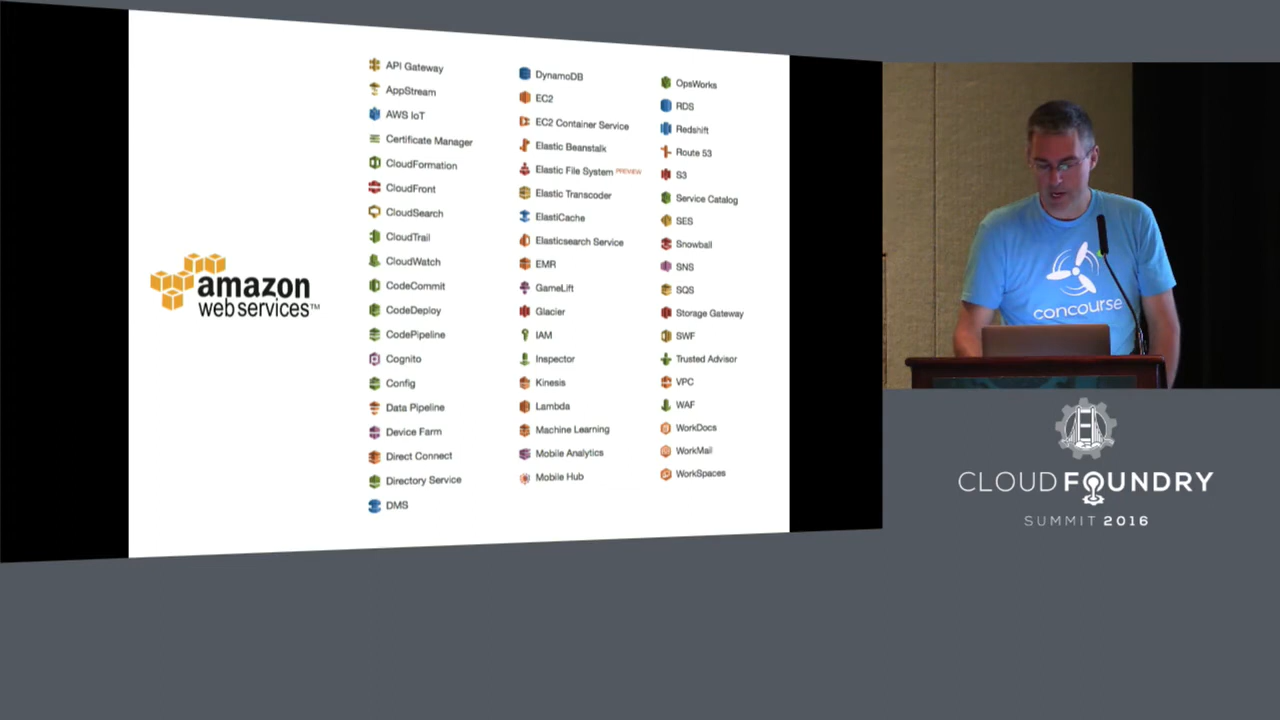 amazon
webservices™
API Gateway
AppStream
AWS IoT
Certificate Manager
CloudFormation
CloudFront
CloudSearch
CloudTrail
CloudWatch
CodeCommit
CodeDeploy
CodePipeline
Cognito
Config
Data Pipeline
Device Farm
Direct Connect
Directory Service
DMS
DynamoDB
EC2
EC2 Container Service
Elastic Beanstalk
Elastic File System PREVIEW
Elastic Transcoder
ElastiCache
Elasticsearch Service
EMR
GameLift
Glacier
IAM
Inspector
Kinesis
Lambda
Machine Learning
Mobile Analytics
Mobile Hub
OpsWorks
RDS
Redshift
Route 53
S3
Service Catalog
SES
Snowball
SNS
SQS
Storage Gateway
SWF
Trusted Advisor
VPC
WAF
WorkDocs
WorkMail
WorkSpaces
concourse
CLOUD FOUNDRY
SUMMIT 2016